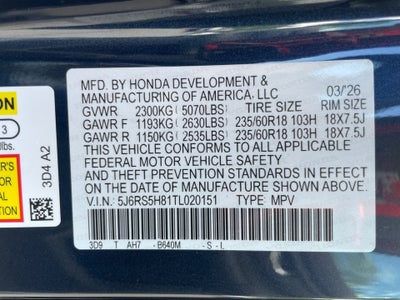 MFD. BY HONDA DEVELOPMENT & 03/26
MANUFACTURING OF AMERICA, LLC
GVWR 2300KG (5070LBS) TIRE SIZE RIM SIZE
GAWR F 1193KG (2630LBS) 235/60R18 103H 18X7.5J
GAWR R 1150KG (2535LBS) 235/60R18 103H 18X7.5J
THIS VEHICLE CONFORMS TO ALL APPLICABLE
FEDERAL MOTOR VEHICLE SAFETY
AND THEFT PREVENTION STANDARDS IN EFFECT ON
THE DATE OF MANUFACTURE SHOWN ABOVE.
V.I.N.: 5J6RS5H81TL020151 TYPE MPV
3D9 T AH7 B640M S - L
ION
3
lbs.
3D4 A2